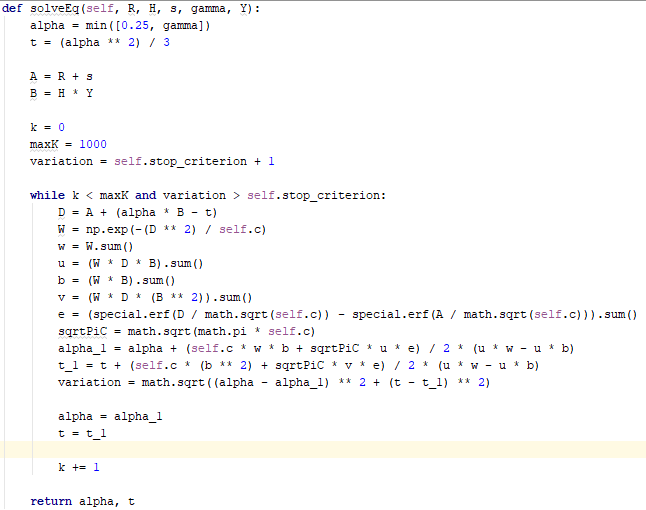 def solveEq(self, R, H, s, gamma, Y):
    alpha = min([0.25, gamma])
    t = (alpha ** 2) / 3

    A = R + s
    B = H * Y

    k = 0
    maxK = 1000
    variation = self.stop_criterion + 1

    while k < maxK and variation > self.stop_criterion:
        D = A + (alpha * B - t)
        W = np.exp(-(D ** 2) / self.c)
        w = W.sum()
        u = (W * D * B).sum()
        b = (W * B).sum()
        v = (W * D * (B ** 2)).sum()
        e = (special.erf(D / math.sqrt(self.c)) - special.erf(A / math.sqrt(self.c))).sum()
        sqrtPiC = math.sqrt(math.pi * self.c)
        alpha_1 = alpha + (self.c * w * b + sqrtPiC * u * e) / 2 * (u * w - u * b)
        t_1 = t + (self.c * (b ** 2) + sqrtPiC * v * e) / 2 * (u * w - u * b)
        variation = math.sqrt((alpha - alpha_1) ** 2 + (t - t_1) ** 2)

        alpha = alpha_1
        t = t_1

        k += 1

    return alpha, t